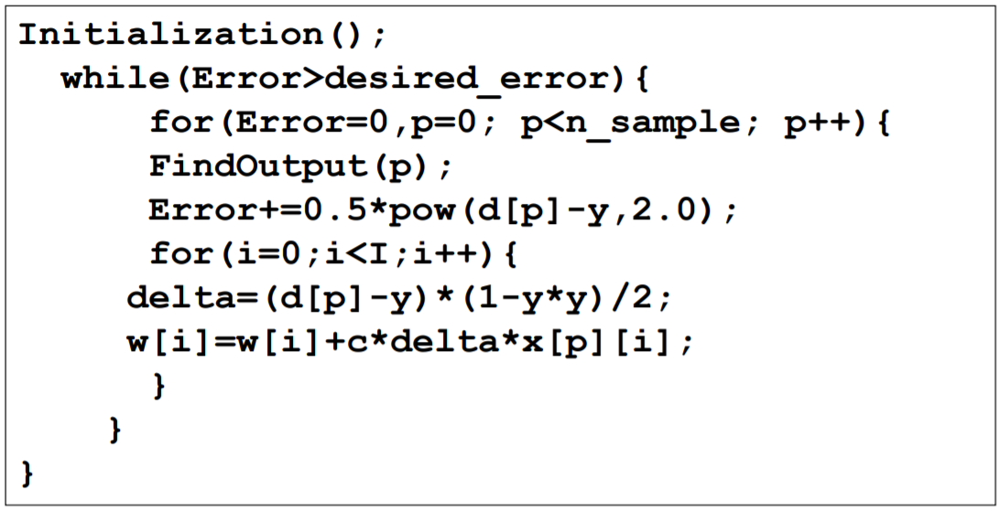 Initialization();
while(Error>desired_error){
for(Error=0,p=0; p<n_sample; p++){
FindOutput(p);
Error+=0.5*pow(d[p]-y,2.0);
for(i=0;i<I;i++){
delta=(d[p]-y)*(1-y*y)/2;
w[i]=w[i]+c*delta*x[p][i];
}
}
}